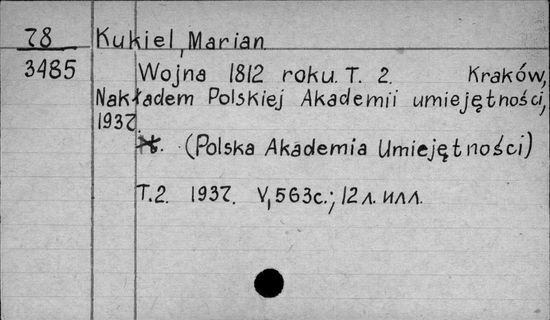 78 Kukiel, Marian
3485 Wojna 1812 roku. T. 2. Kraków,
Nakładem Polskiej Akademii umiejętności,
1937.
(Polska Akademia Umiejętności)
T.2. 1937. V, 563с.; 12 л. илл.